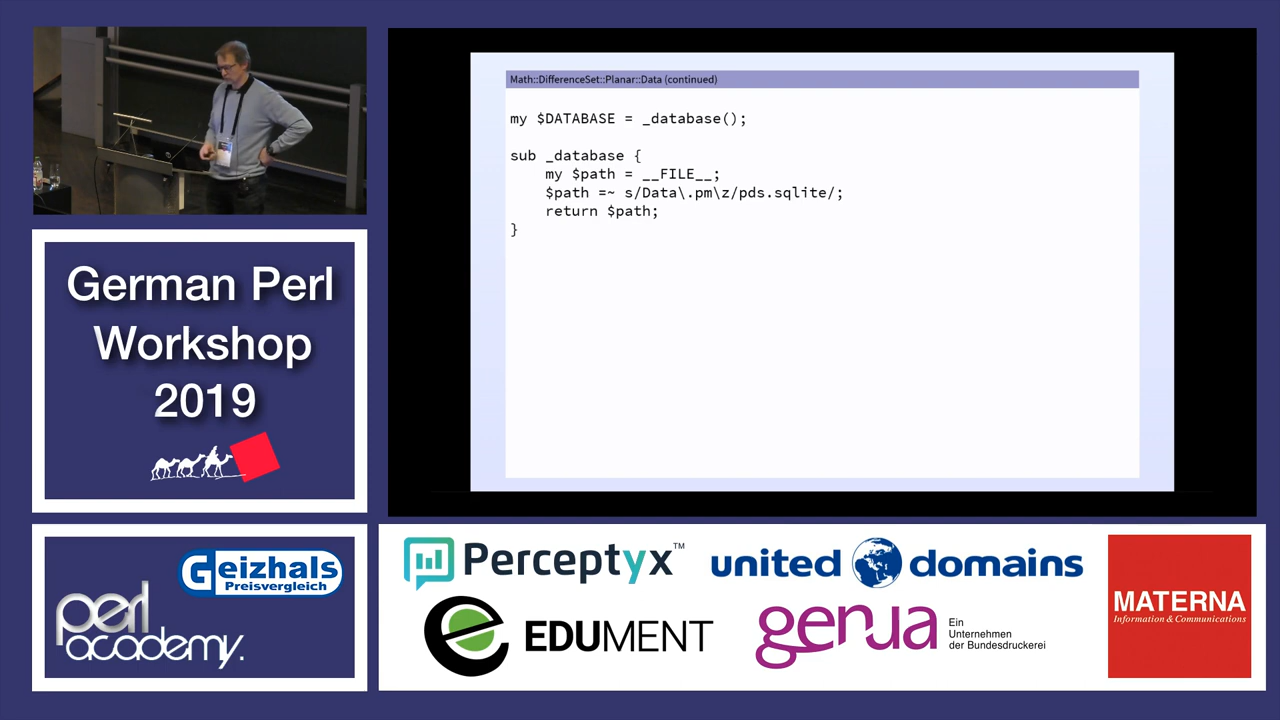 Math::DifferenceSet::Planar::Data (continued)
my $DATABASE = _database();
sub _database {
    my $path = __FILE__;
    $path =~ s/Data\.pm\z/pds.sqlite/;
    return $path;
}
German Perl
Workshop
2019
Geizhals
Preisvergleich
perl
academy.
Perceptyx™
united domains
EDUMENT
genua
Ein
Unternehmen
der Bundesdruckerei
MATERNA
Information & Communications